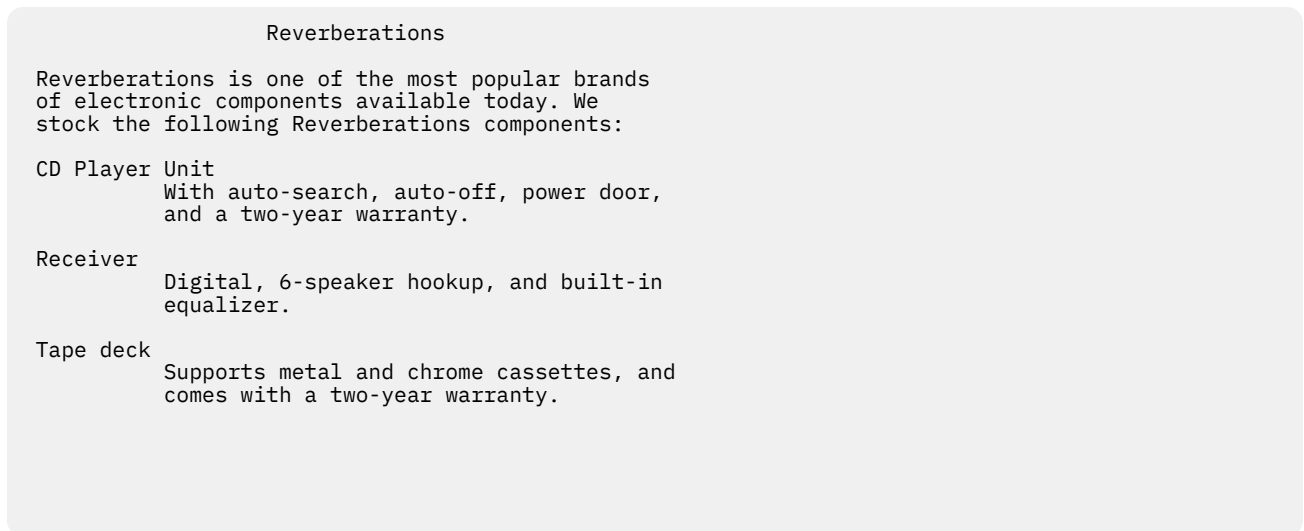 Reverberations
Reverberations is one of the most popular brands
of electronic components available today. We
stock the following Reverberations components:
CD Player Unit
With auto-search, auto-off, power door,
and a two-year warranty.
Receiver
Digital, 6-speaker hookup, and built-in
equalizer.
Tape deck
Supports metal and chrome cassettes, and
comes with a two-year warranty.